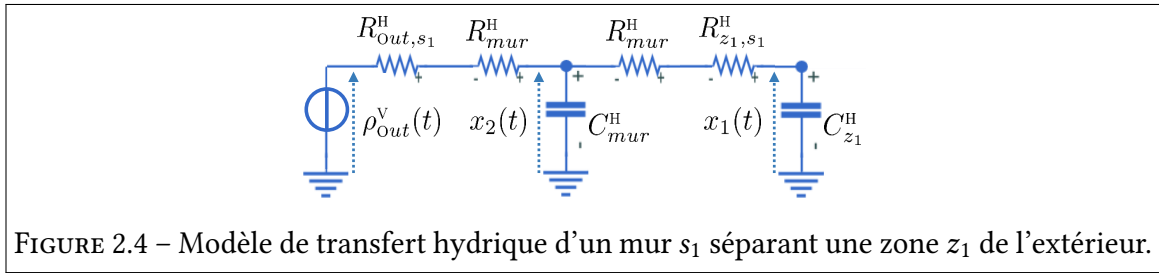 R^H_{Out,s_1} R^H_{mur} R^H_{mur} R^H_{z_1,s_1}
+ - + - + - +
+ +
ρ^V_{Out}(t) x_2(t) C^H_{mur} x_1(t) C^H_{z_1}
- -
FIGURE 2.4 – Modèle de transfert hydrique d'un mur s_1 séparant une zone z_1 de l'extérieur.